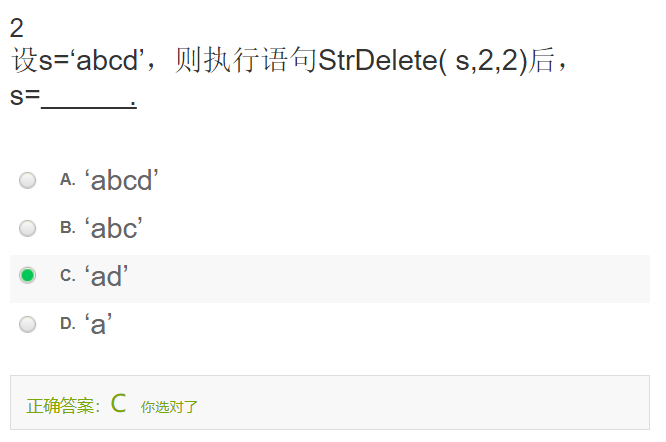 2
设s=‘abcd’，则执行语句StrDelete( s,2,2)后，
s=______.
A. ‘abcd’
B. ‘abc’
C. ‘ad’
D. ‘a’
正确答案： C 你选对了